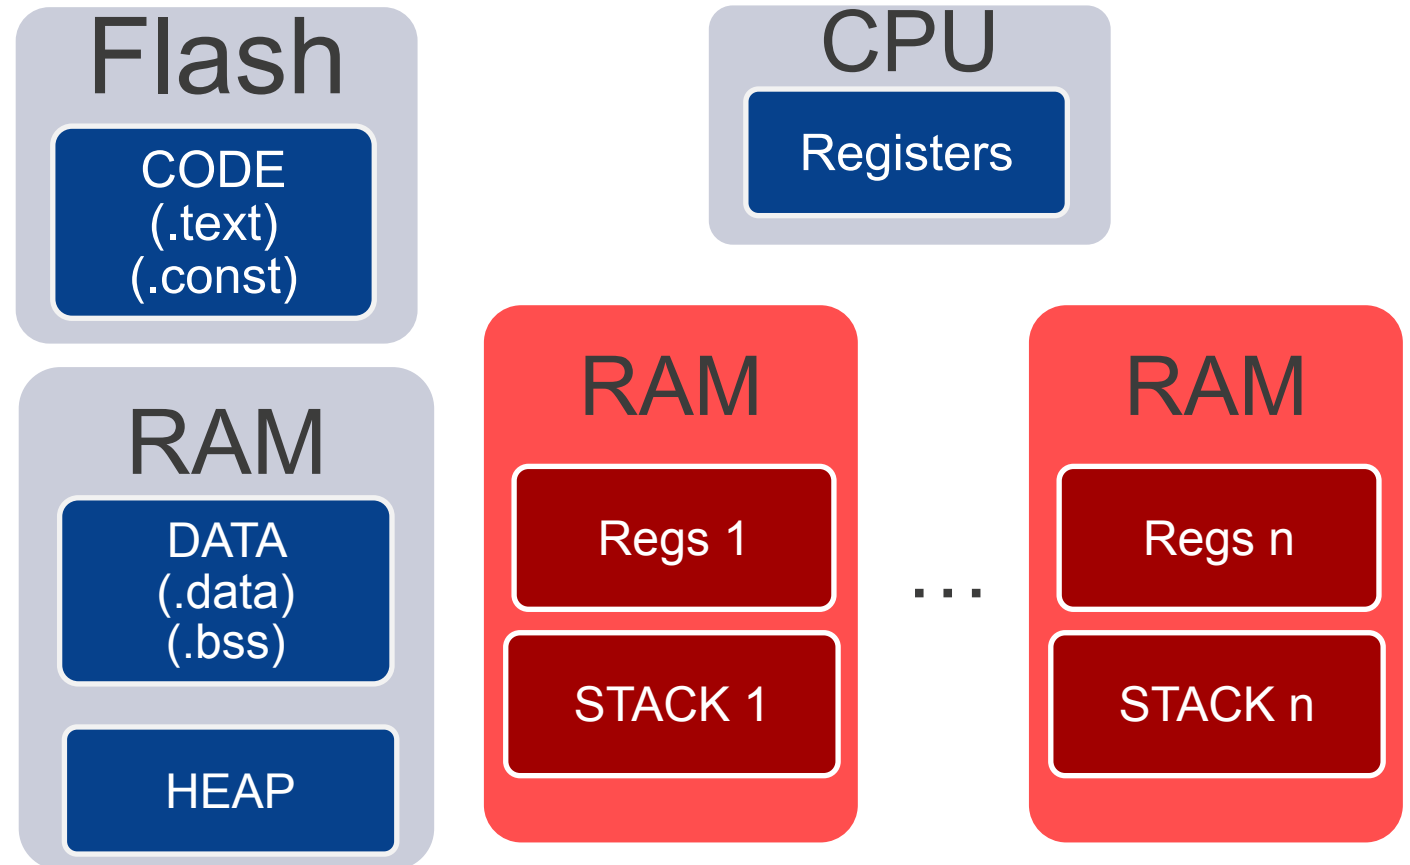 Flash
CODE
(.text)
(.const)
CPU
Registers
RAM
DATA
(.data)
(.bss)
HEAP
RAM
Regs 1
STACK 1
...
RAM
Regs n
STACK n